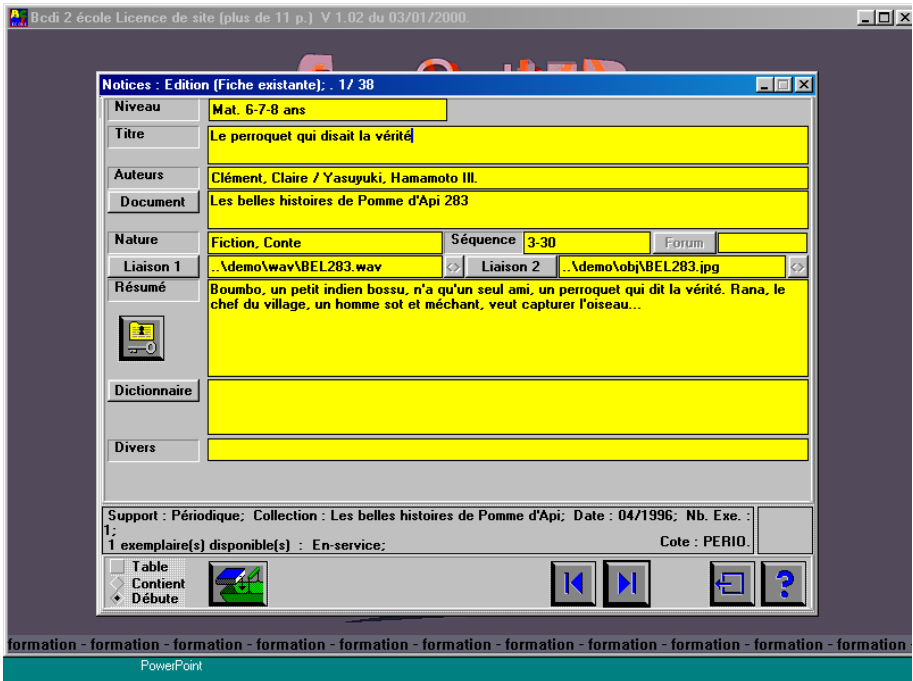 Bcdi 2 école Licence de site (plus de 11 p.) V 1.02 du 03/01/2000.
Notices : Edition (Fiche existante); . 1/ 38
Niveau Mat. 6-7-8 ans
Titre Le perroquet qui disait la vérité
Auteurs Clément, Claire / Yasuyuki, Hamamoto Ill.
Document Les belles histoires de Pomme d'Api 283
Nature Fiction, Conte Séquence 3-30 Forum
Liaison 1 ..\demo\wav\BEL283.wav <> Liaison 2 ..\demo\obj\BEL283.jpg <>
Résumé Boumbo, un petit indien bossu, n'a qu'un seul ami, un perroquet qui dit la vérité. Rana, le
chef du village, un homme sot et méchant, veut capturer l'oiseau...
Dictionnaire
Divers
Support : Périodique; Collection : Les belles histoires de Pomme d'Api; Date : 04/1996; Nb. Exe. :
1;
1 exemplaire(s) disponible(s) : En-service; Cote : PERIO.
Table
Contient
Débute
?
formation - formation - formation - formation - formation - formation - formation - formation - formation - formation -
PowerPoint